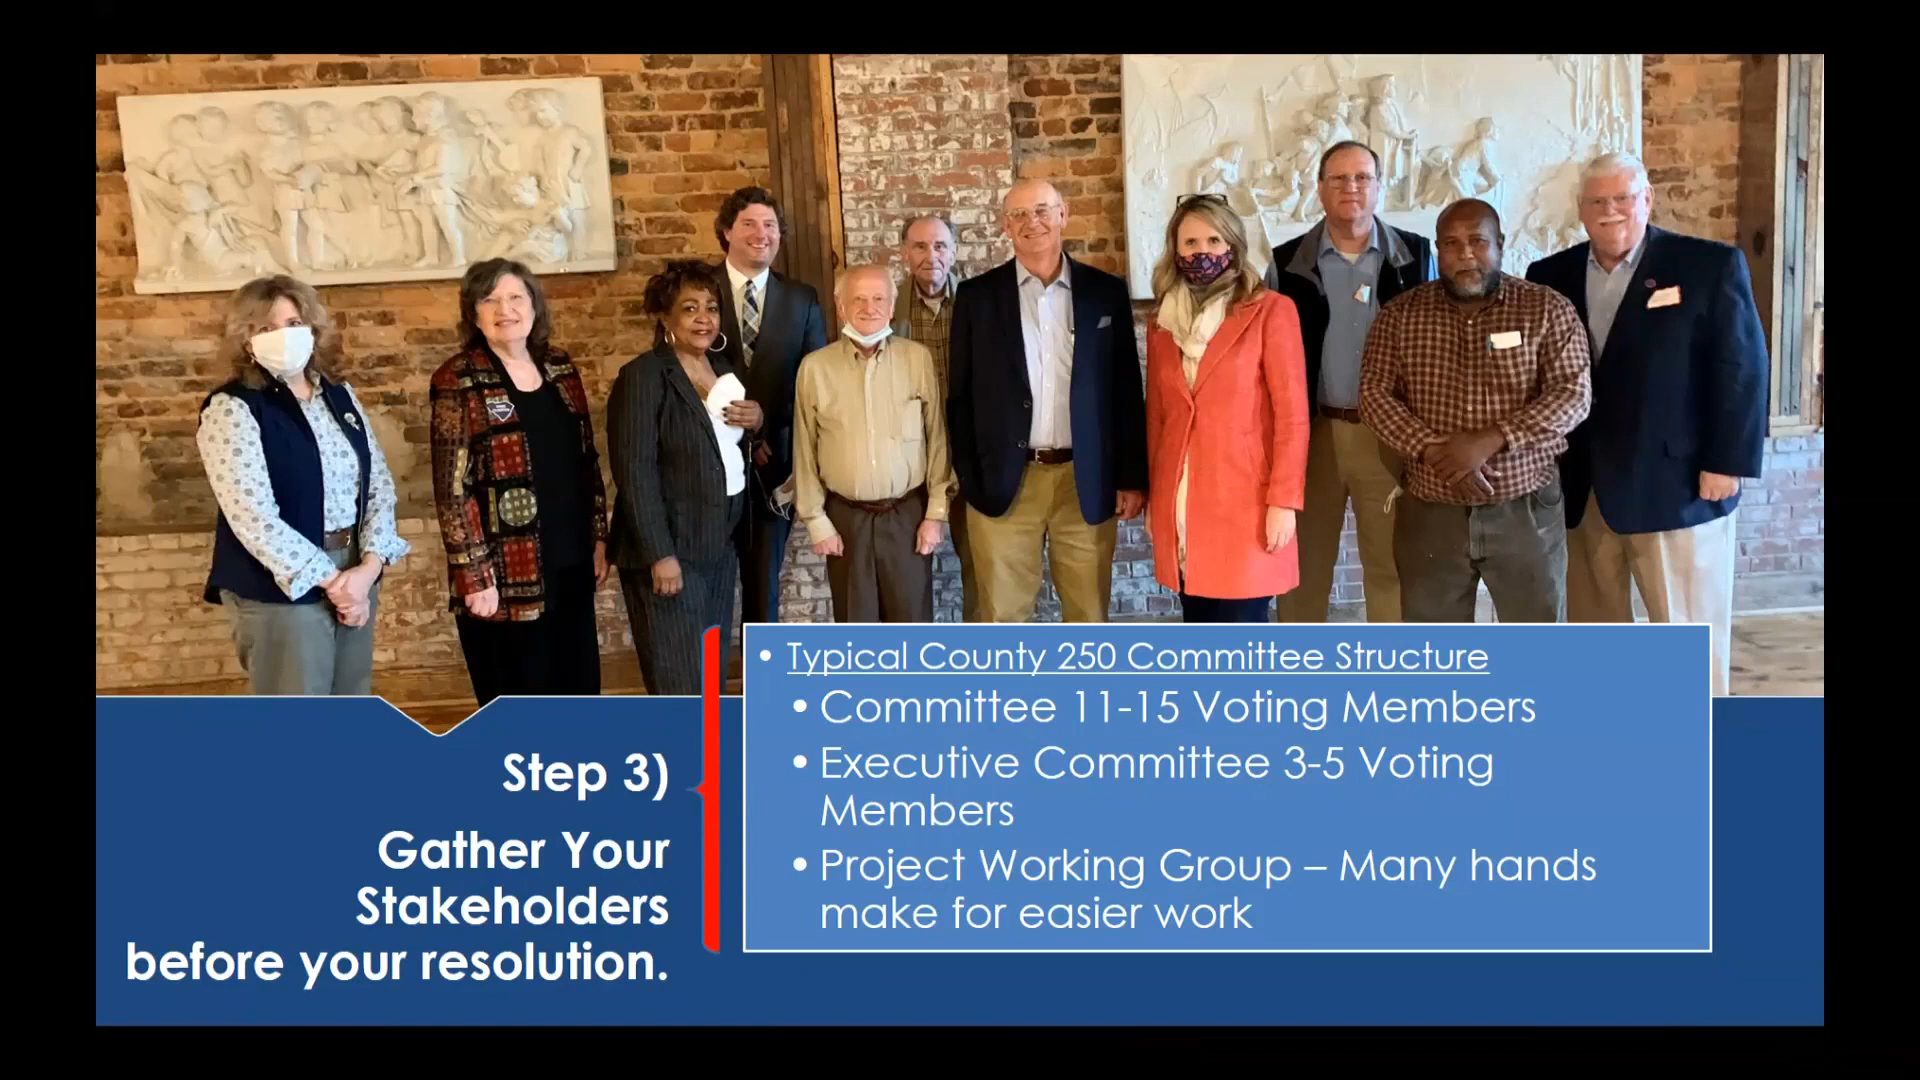 Step 3)
Gather Your
Stakeholders
before your resolution.
• Typical County 250 Committee Structure
• Committee 11-15 Voting Members
• Executive Committee 3-5 Voting
Members
• Project Working Group – Many hands
make for easier work